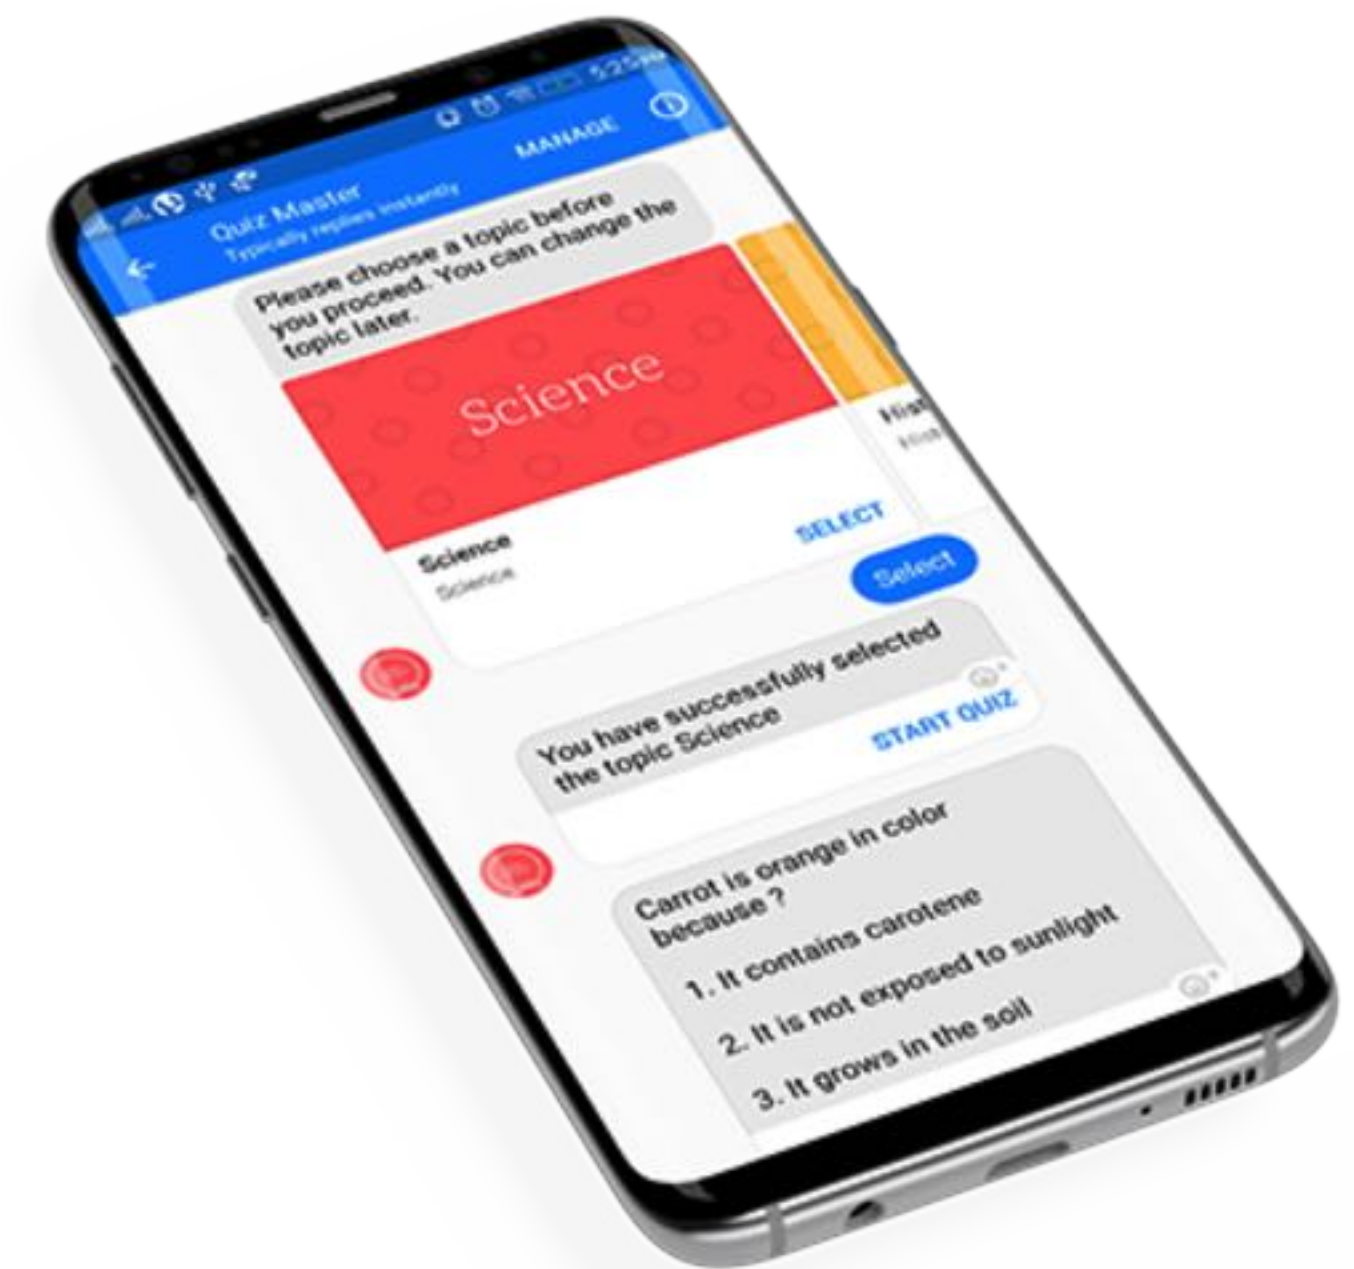 MANAGE
Quiz Master
Typically replies instantly
Please choose a topic before
you proceed. You can change the
topic later.
Science
Science
Science
SELECT
Hist
Hist
Select
You have successfully selected
the topic Science
START QUIZ
Carrot is orange in color
because ?
1. It contains carotene
2. It is not exposed to sunlight
3. It grows in the soil